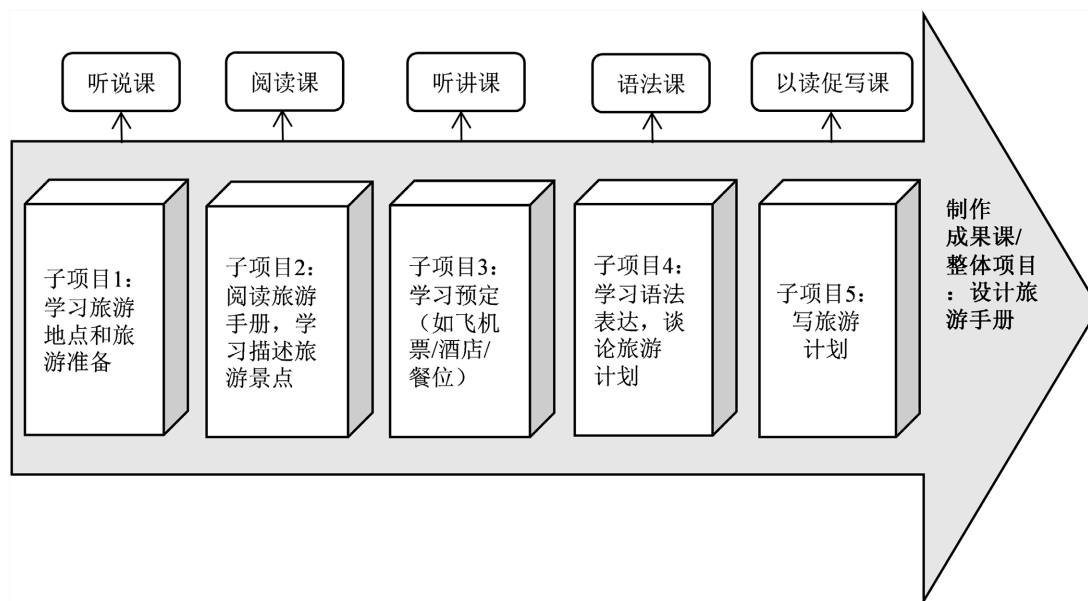 听说课
阅读课
听讲课
语法课
以读促写课
子项目1：
学习旅游
地点和旅
游准备
子项目2：
阅读旅游
手册，学
习描述旅
游景点
子项目3：
学习预定
（如飞机
票/酒店/
餐位）
子项目4：
学习语法
表达，谈
论旅游
计划
子项目5：
写旅游
计划
制作
成果课/
整体项目
：设计旅
游手册